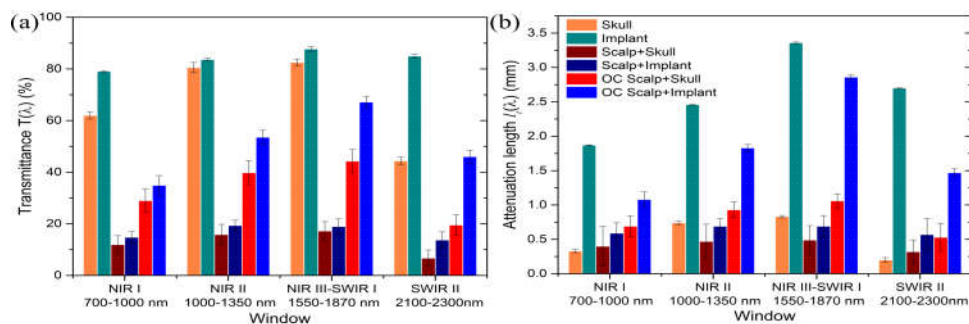 (a)
Transmittance T(λ) (%)
100
80
60
40
20
0
NIR I
700-1000 nm
NIR II
1000-1350 nm
NIR III-SWIR I
1550-1870 nm
SWIR II
2100-2300nm
Window
(b)
Attenuation length lt(λ) (mm)
3.5
3.0
2.5
2.0
1.5
1.0
0.5
0.0
Skull
Implant
Scalp+Skull
Scalp+Implant
OC Scalp+Skull
OC Scalp+Implant
NIR I
700-1000 nm
NIR II
1000-1350 nm
NIR III-SWIR I
1550-1870 nm
SWIR II
2100-2300nm
Window